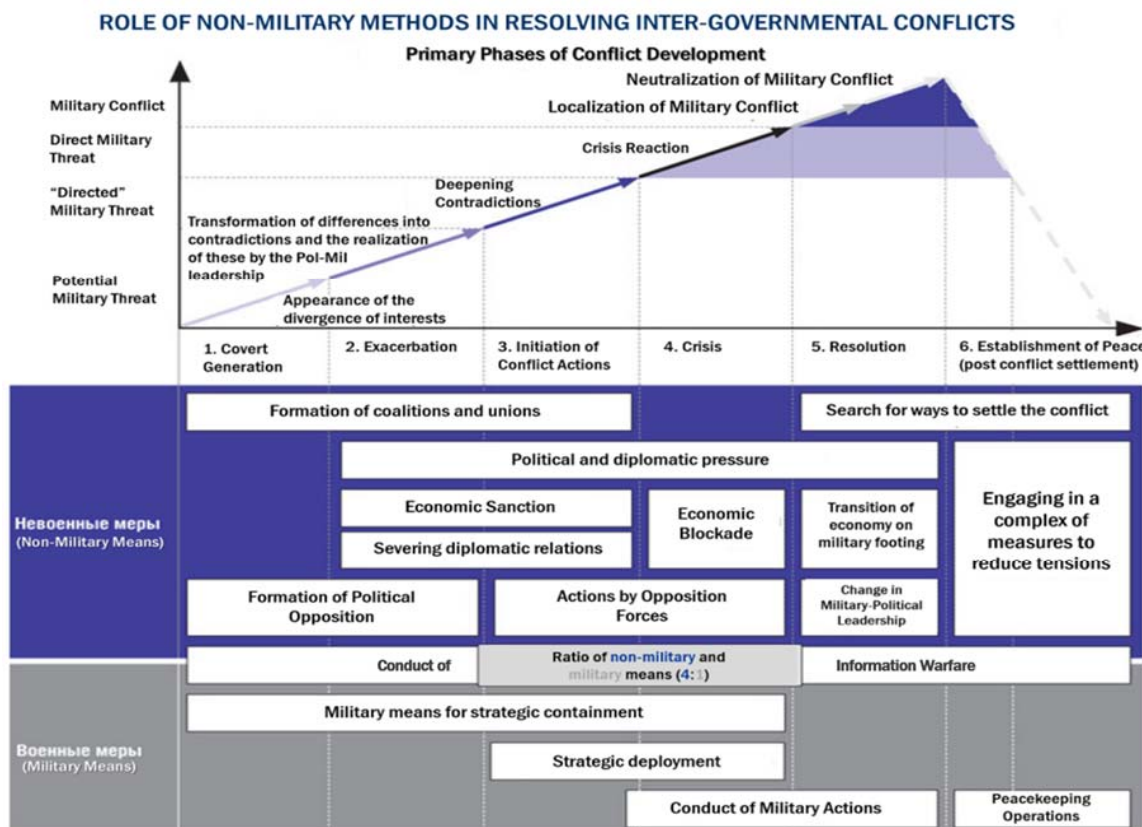 ROLE OF NON-MILITARY METHODS IN RESOLVING INTER-GOVERNMENTAL CONFLICTS
Primary Phases of Conflict Development
Neutralization of Military Conflict
Military Conflict
Localization of Military Conflict
Direct Military
Threat
Crisis Reaction
“Directed”
Military Threat
Deepening
Contradictions
Transformation of differences into
contradictions and the realization
of these by the Pol-Mil
leadership
Potential
Military Threat
Appearance of the
divergence of interests
1. Covert
Generation
2. Exacerbation
3. Initiation of
Conflict Actions
4. Crisis
5. Resolution
6. Establishment of Peace
(post conflict settlement)
Невоенные меры
(Non-Military Means)
Formation of coalitions and unions
Search for ways to settle the conflict
Political and diplomatic pressure
Economic Sanction
Severing diplomatic relations
Economic
Blockade
Transition of
economy on
military footing
Engaging in a
complex of
measures to
reduce tensions
Formation of Political
Opposition
Actions by Opposition
Forces
Change in
Military-Political
Leadership
Conduct of
Ratio of non-military and
military means (4:1)
Information Warfare
Военные меры
(Military Means)
Military means for strategic containment
Strategic deployment
Conduct of Military Actions
Peacekeeping
Operations